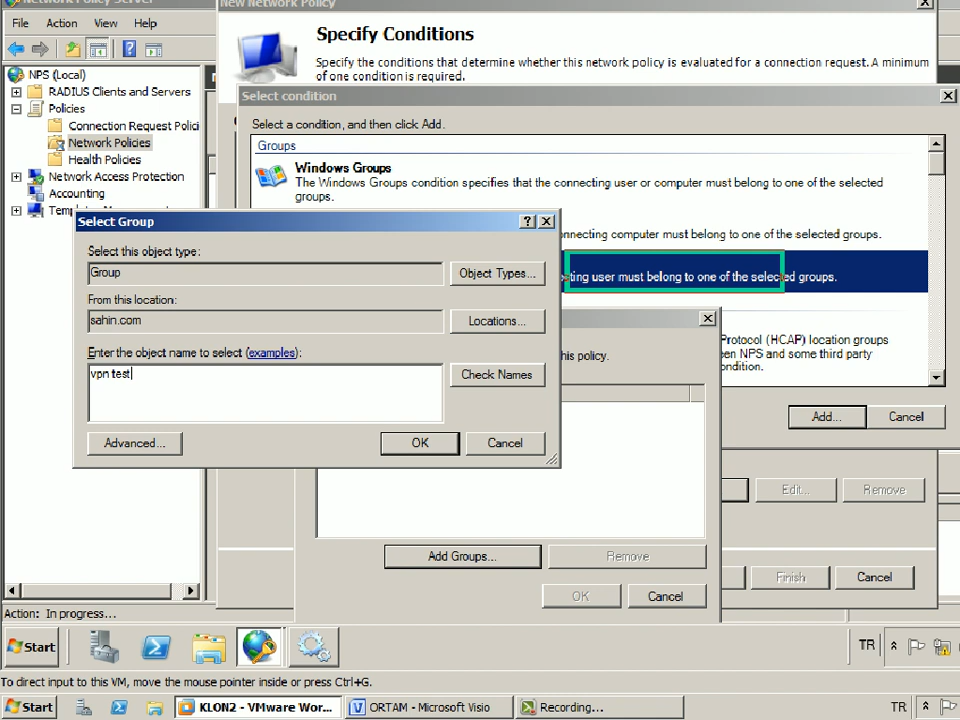 Network Policy Server
New Network Policy
File Action View Help
Specify Conditions
Specify the conditions that determine whether this network policy is evaluated for a connection request. A minimum
of one condition is required.
NPS (Local)
RADIUS Clients and Servers
Policies
Connection Request Polici
Network Policies
Health Policies
Network Access Protection
Accounting
Select condition
Select a condition, and then click Add.
Groups
Windows Groups
The Windows Groups condition specifies that the connecting user or computer must belong to one of the selected
groups.
nnecting computer must belong to one of the selected groups.
ting user must belong to one of the selected groups.
Protocol (HCAP) location groups
en NPS and some third party
ondition.
Add... Cancel
Select Group
Select this object type:
Group
Object Types...
From this location:
sahin.com
Locations...
Enter the object name to select (examples):
vpn test
Check Names
Advanced... OK Cancel
his policy.
Edit... Remove
Add Groups... Remove
Finish Cancel
OK Cancel
Action: In progress...
Start
TR
To direct input to this VM, move the mouse pointer inside or press Ctrl+G.
Start KLON2 - VMware Wor... ORTAM - Microsoft Visio Recording... TR